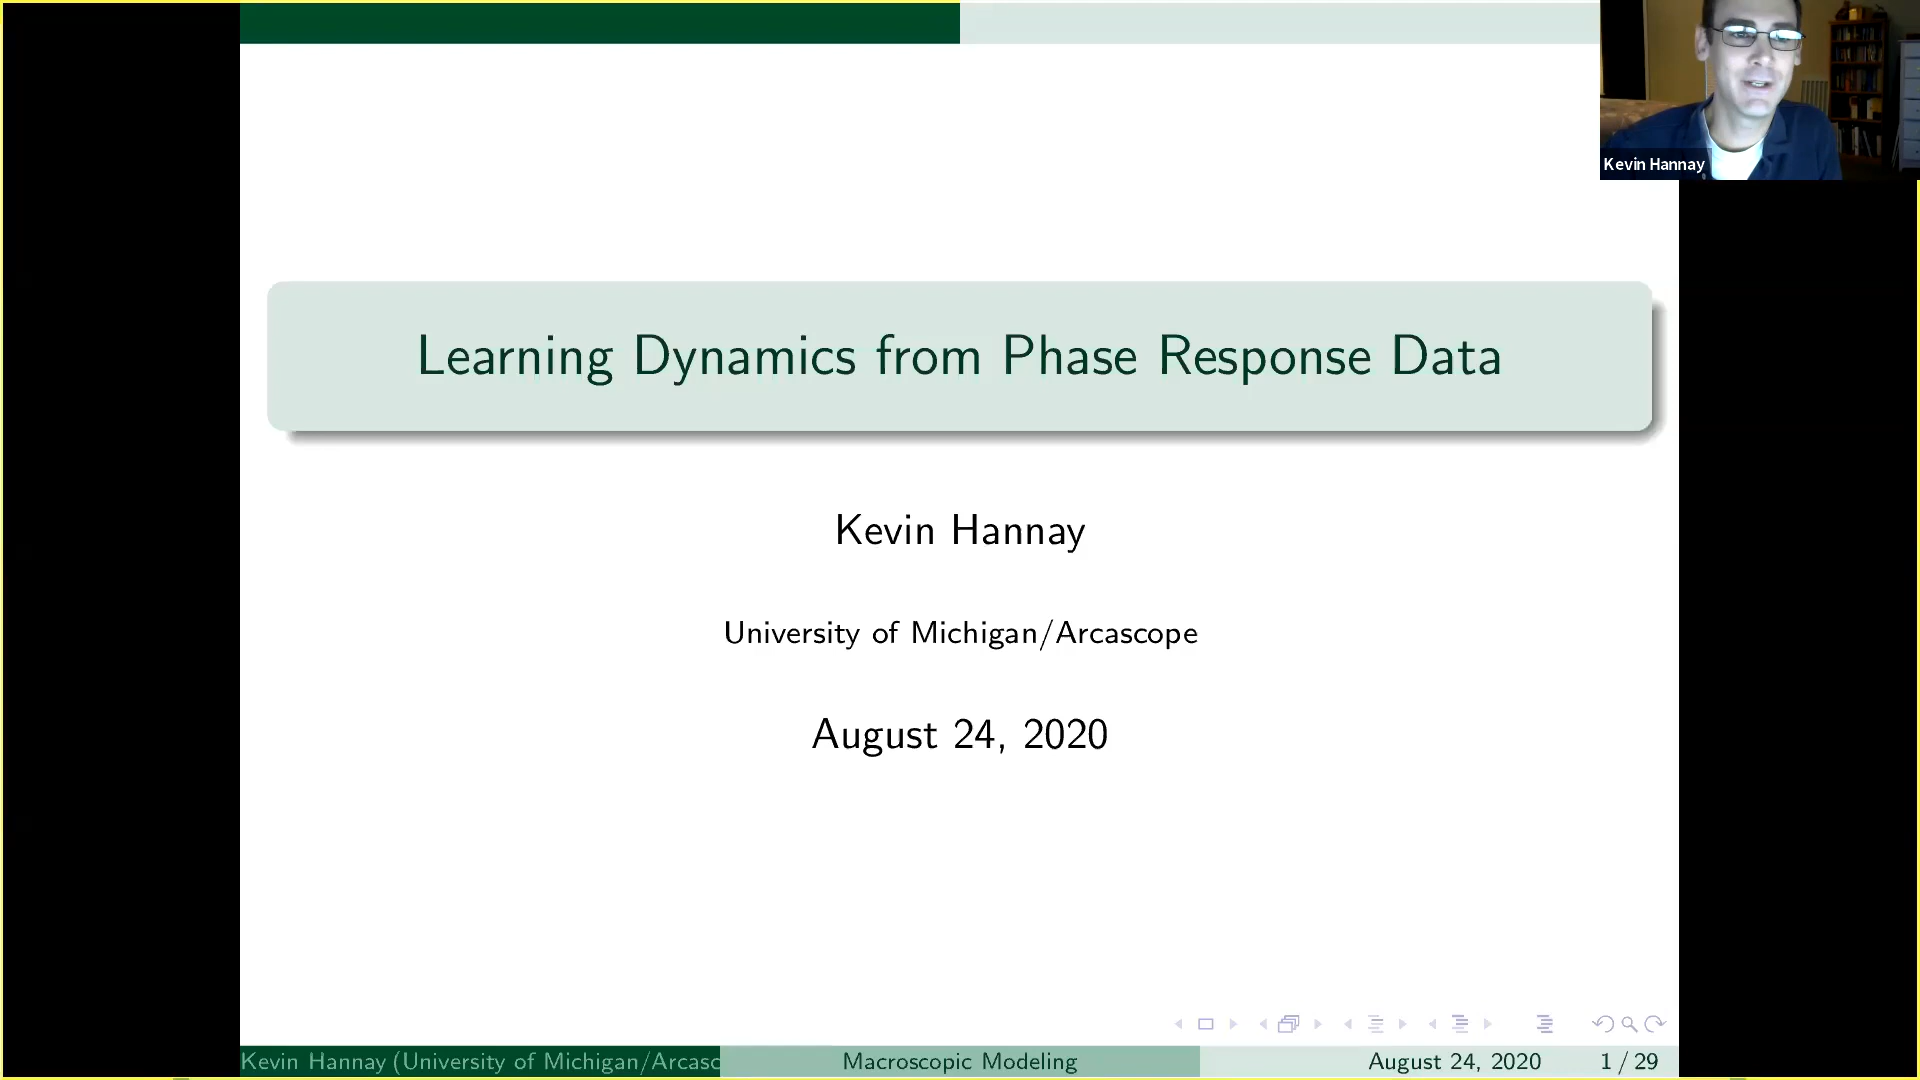 Kevin Hannay
Learning Dynamics from Phase Response Data
Kevin Hannay
University of Michigan/Arcascope
August 24, 2020
Kevin Hannay (University of Michigan/Arcasc
Macroscopic Modeling
August 24, 2020
1 / 29